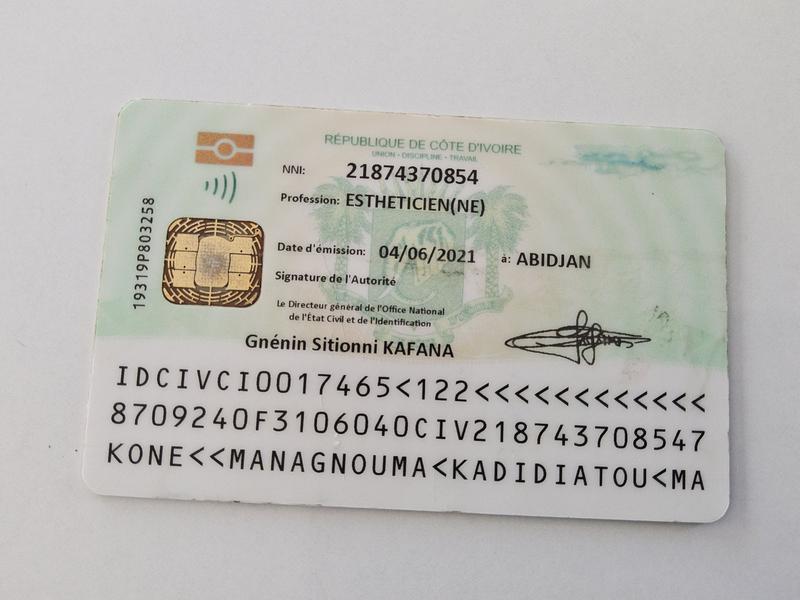 RÉPUBLIQUE DE CÔTE D'IVOIRE
UNION - DISCIPLINE - TRAVAIL
NNI: 21874370854
Profession: ESTHETICIEN(NE)
19319P803258
Date d'émission: 04/06/2021 à: ABIDJAN
Signature de l'Autorité
Le Directeur général de l'Office National
de l'État Civil et de l'Identification
Gnénin Sitionni KAFANA
IDCIVCI0017465<122<<<<<<<<<<<<
8709240F3106040CIV218743708547
KONE<<MANAGNOUMA<KADIDIATOU<MA